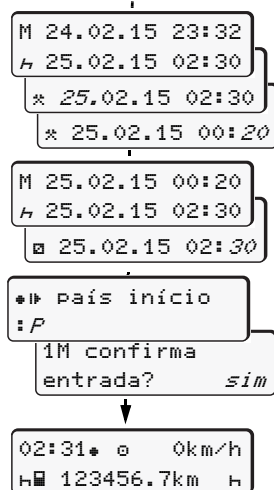 M 24.02.15 23:32
h 25.02.15 02:30
⚒ 25.02.15 02:30
⚒ 25.02.15 00:20
M 25.02.15 00:20
h 25.02.15 02:30
⛝ 25.02.15 02:30
●I▶ país início
:P
1M confirma
entrada? sim
02:31● ⊙ 0km/h
h 123456.7km h